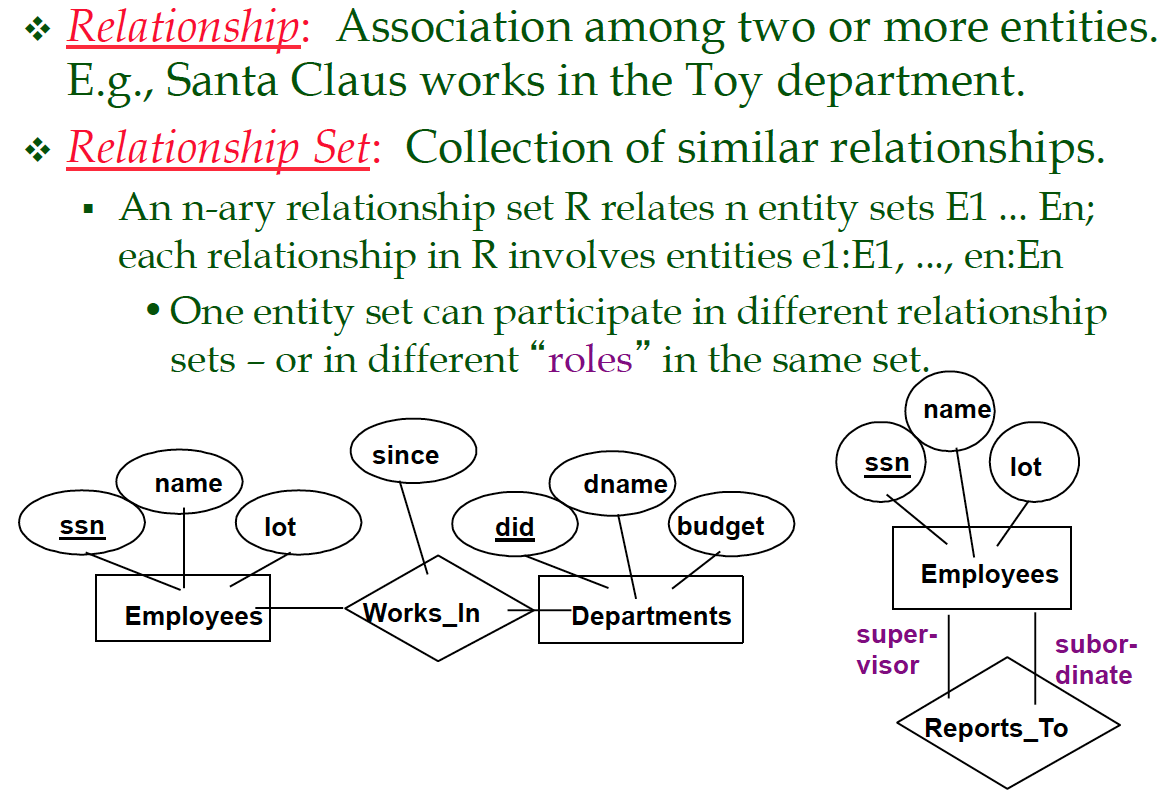 ❖ Relationship: Association among two or more entities.
E.g., Santa Claus works in the Toy department.
❖ Relationship Set: Collection of similar relationships.
▪ An n-ary relationship set R relates n entity sets E1 ... En;
each relationship in R involves entities e1:E1, ..., en:En
• One entity set can participate in different relationship
sets – or in different “roles” in the same set.
since
name
ssn
lot
dname
did
budget
Employees
Works_In
Departments
name
ssn
lot
Employees
super-
visor
subor-
dinate
Reports_To